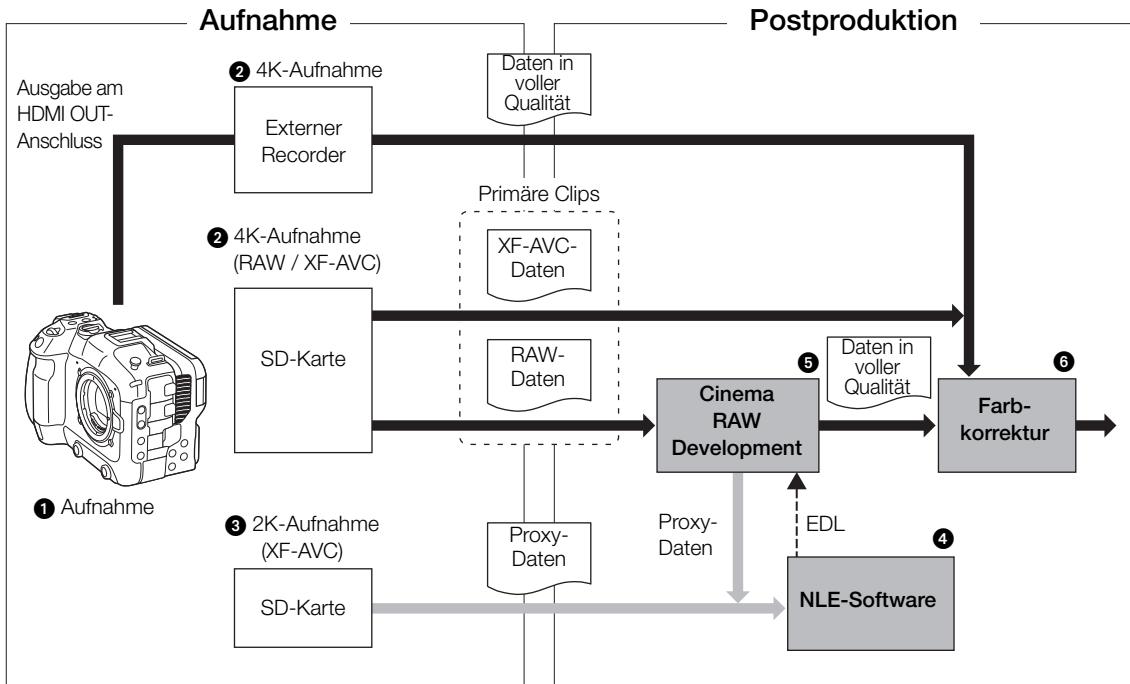 Aufnahme
Postproduktion
Ausgabe am
HDMI OUT-
Anschluss
❷ 4K-Aufnahme
Externer
Recorder
Daten in
voller
Qualität
Primäre Clips
❷ 4K-Aufnahme
(RAW / XF-AVC)
SD-Karte
XF-AVC-
Daten
RAW-
Daten
❶ Aufnahme
❺
Cinema
RAW
Development
Daten in
voller
Qualität
❻
Farb-
korrektur
❸ 2K-Aufnahme
(XF-AVC)
SD-Karte
Proxy-
Daten
Proxy-
Daten
EDL
❹
NLE-Software